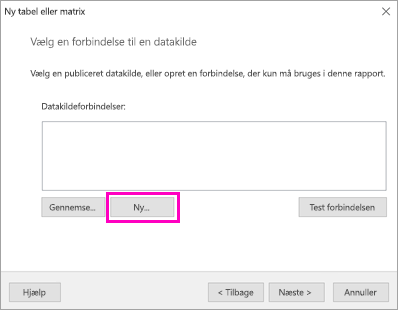 Ny tabel eller matrix
Vælg en forbindelse til en datakilde
Vælg en publiceret datakilde, eller opret en forbindelse, der kun må bruges i denne rapport.
Datakildeforbindelser:
Gennemse... Ny... Test forbindelsen
Hjælp < Tilbage Næste > Annuller